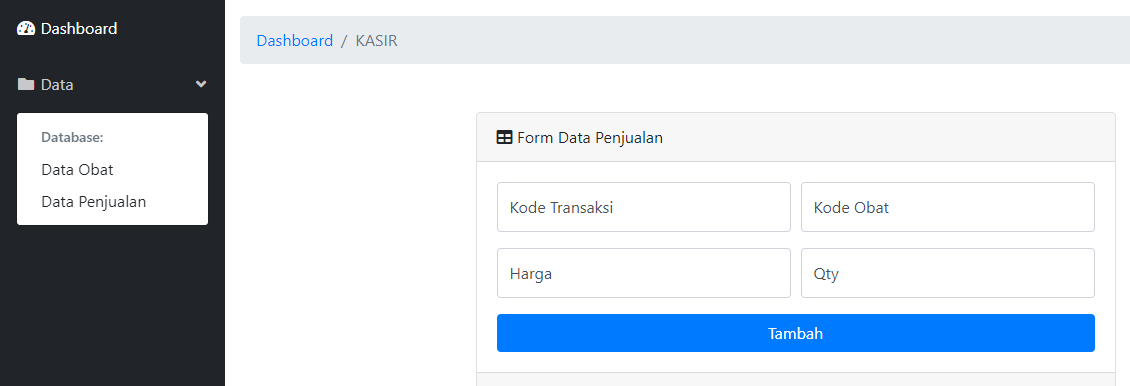 Dashboard
Data
Database:
Data Obat
Data Penjualan
Dashboard / KASIR
Form Data Penjualan
Kode Transaksi
Kode Obat
Harga
Qty
Tambah